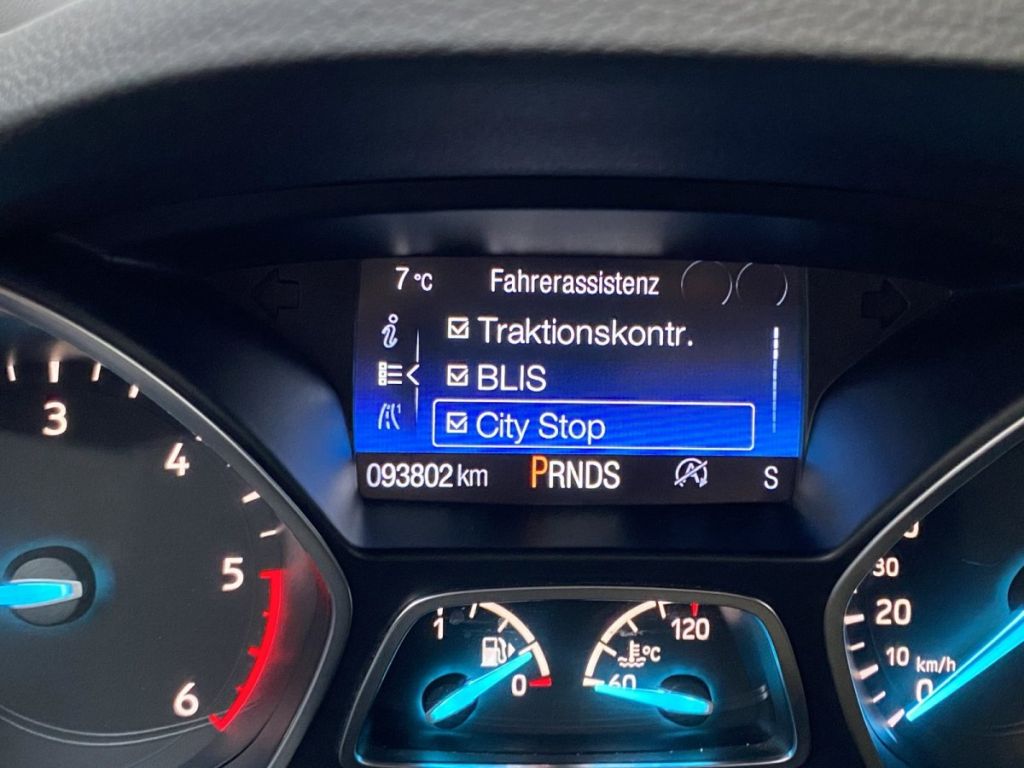 7 °C Fahrerassistenz
Traktionskontr.
BLIS
City Stop
093802 km PRNDS S
3
4
5
6
1
0
120
60
°C
30
20
10 km/h
0